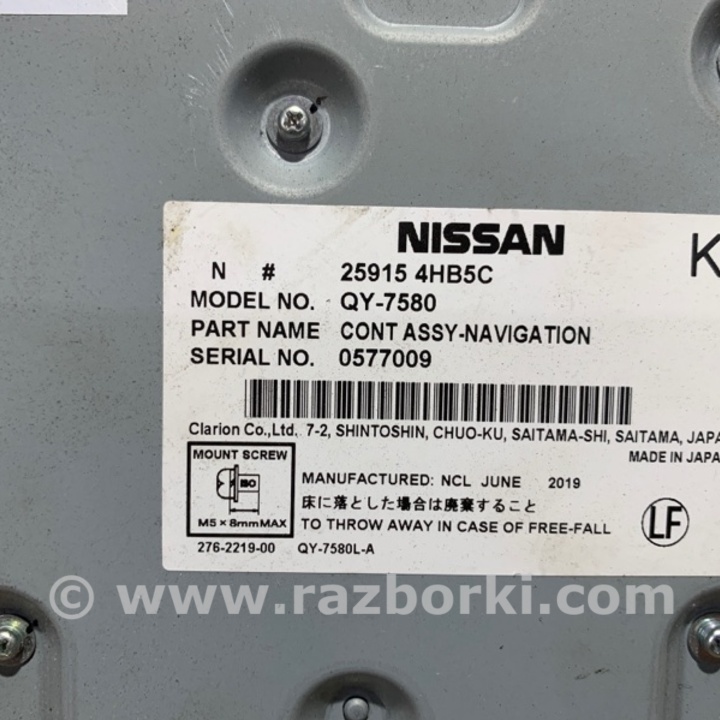 NISSAN
K
N # 25915 4HB5C
MODEL NO. QY-7580
PART NAME CONT ASSY-NAVIGATION
SERIAL NO. 0577009
Clarion Co.,Ltd. 7-2, SHINTOSHIN, CHUO-KU, SAITAMA-SHI, SAITAMA, JAPA
MADE IN JAPA
MOUNT SCREW
ISO
M5×8mmMAX
MANUFACTURED: NCL JUNE 2019
床に落とした場合は廃棄すること
TO THROW AWAY IN CASE OF FREE-FALL
LF
276-2219-00 QY-7580L-A
© www.razborki.com